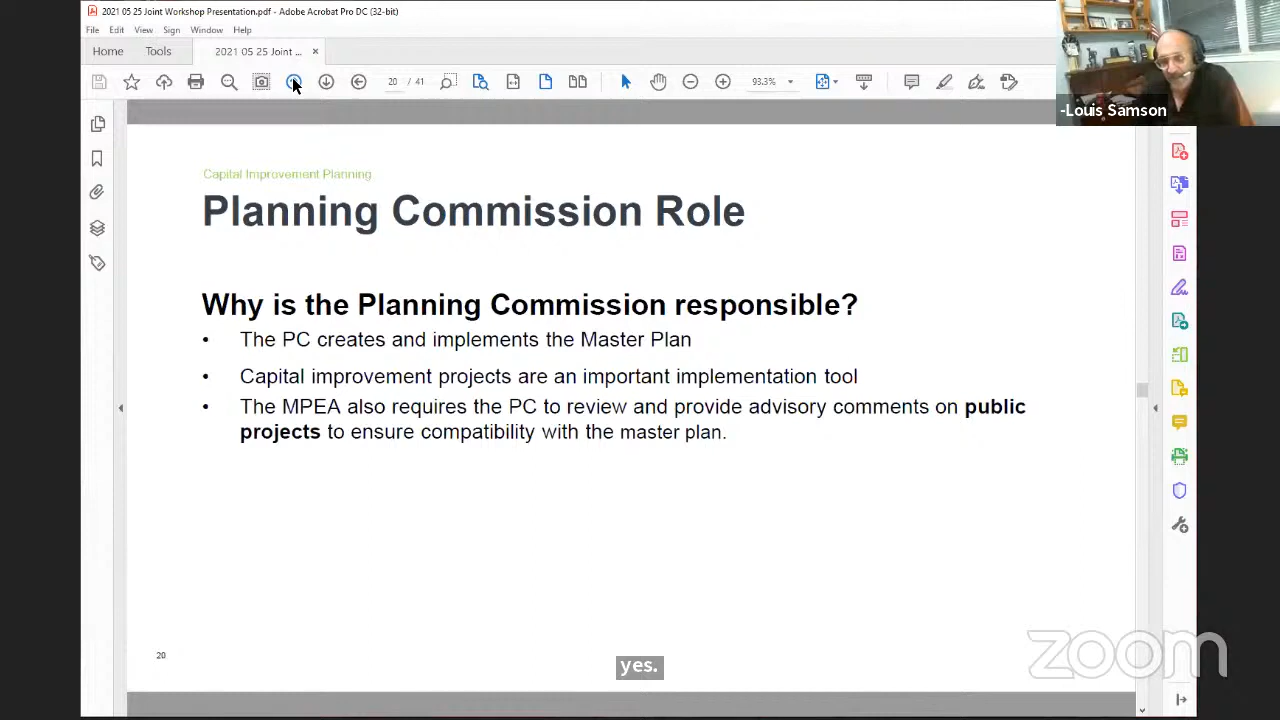 2021 05 25 Joint Workshop Presentation.pdf - Adobe Acrobat Pro DC (32-bit)
File Edit View Sign Window Help
Home Tools 2021 05 25 Joint ... ×
20 / 41 93.3%
-Louis Samson
Capital Improvement Planning
Planning Commission Role
Why is the Planning Commission responsible?
• The PC creates and implements the Master Plan
• Capital improvement projects are an important implementation tool
• The MPEA also requires the PC to review and provide advisory comments on public
projects to ensure compatibility with the master plan.
20
yes.
zoom